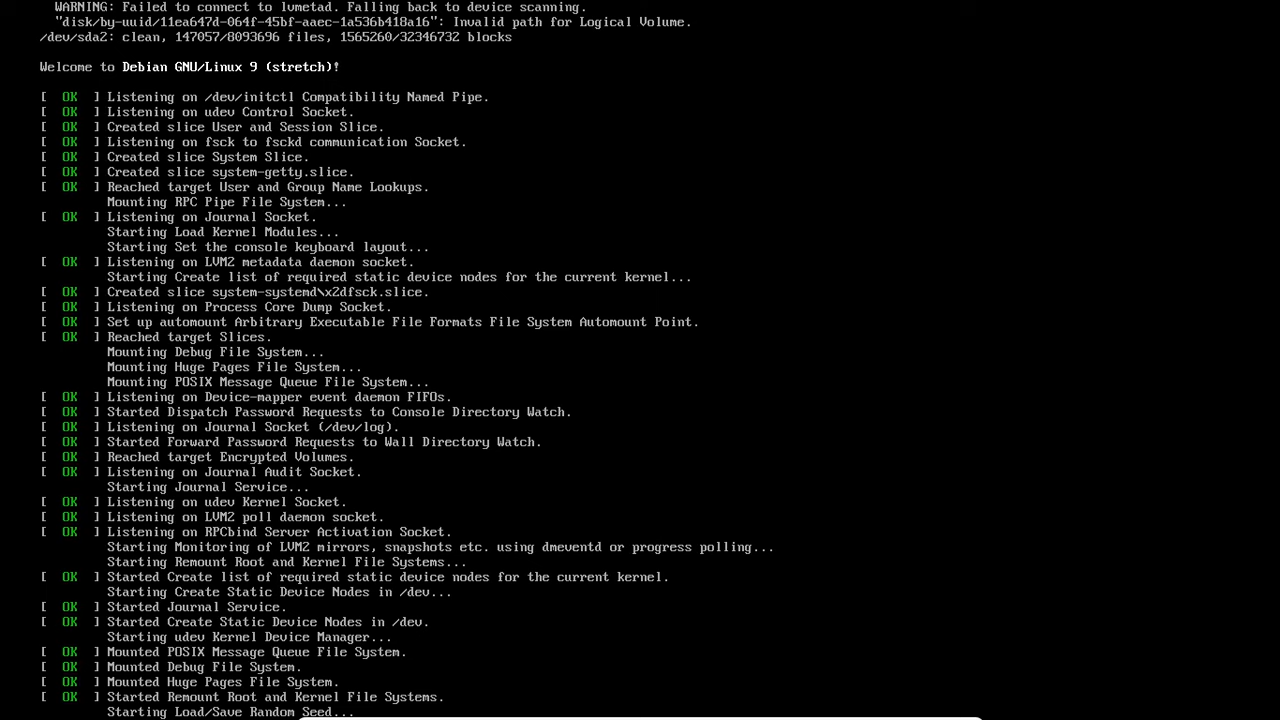 WARNING: Failed to connect to lvmetad. Falling back to device scanning.
"disk/by-uuid/11ea647d-064f-45bf-aaec-1a536b418a16": Invalid path for Logical Volume.
/dev/sda2: clean, 147057/8093696 files, 1565260/32346732 blocks
Welcome to Debian GNU/Linux 9 (stretch)!
[  OK  ] Listening on /dev/initctl Compatibility Named Pipe.
[  OK  ] Listening on udev Control Socket.
[  OK  ] Created slice User and Session Slice.
[  OK  ] Listening on fsck to fsckd communication Socket.
[  OK  ] Created slice System Slice.
[  OK  ] Created slice system-getty.slice.
[  OK  ] Reached target User and Group Name Lookups.
Mounting RPC Pipe File System...
[  OK  ] Listening on Journal Socket.
Starting Load Kernel Modules...
Starting Set the console keyboard layout...
[  OK  ] Listening on LVM2 metadata daemon socket.
Starting Create list of required static device nodes for the current kernel...
[  OK  ] Created slice system-systemd\x2dfsck.slice.
[  OK  ] Listening on Process Core Dump Socket.
[  OK  ] Set up automount Arbitrary Executable File Formats File System Automount Point.
[  OK  ] Reached target Slices.
Mounting Debug File System...
Mounting Huge Pages File System...
Mounting POSIX Message Queue File System...
[  OK  ] Listening on Device-mapper event daemon FIFOs.
[  OK  ] Started Dispatch Password Requests to Console Directory Watch.
[  OK  ] Listening on Journal Socket (/dev/log).
[  OK  ] Started Forward Password Requests to Wall Directory Watch.
[  OK  ] Reached target Encrypted Volumes.
[  OK  ] Listening on Journal Audit Socket.
Starting Journal Service...
[  OK  ] Listening on udev Kernel Socket.
[  OK  ] Listening on LVM2 poll daemon socket.
[  OK  ] Listening on RPCbind Server Activation Socket.
Starting Monitoring of LVM2 mirrors, snapshots etc. using dmeventd or progress polling...
Starting Remount Root and Kernel File Systems...
[  OK  ] Started Create list of required static device nodes for the current kernel.
Starting Create Static Device Nodes in /dev...
[  OK  ] Started Journal Service.
[  OK  ] Started Create Static Device Nodes in /dev.
Starting udev Kernel Device Manager...
[  OK  ] Mounted POSIX Message Queue File System.
[  OK  ] Mounted Debug File System.
[  OK  ] Mounted Huge Pages File System.
[  OK  ] Started Remount Root and Kernel File Systems.
Starting Load/Save Random Seed...